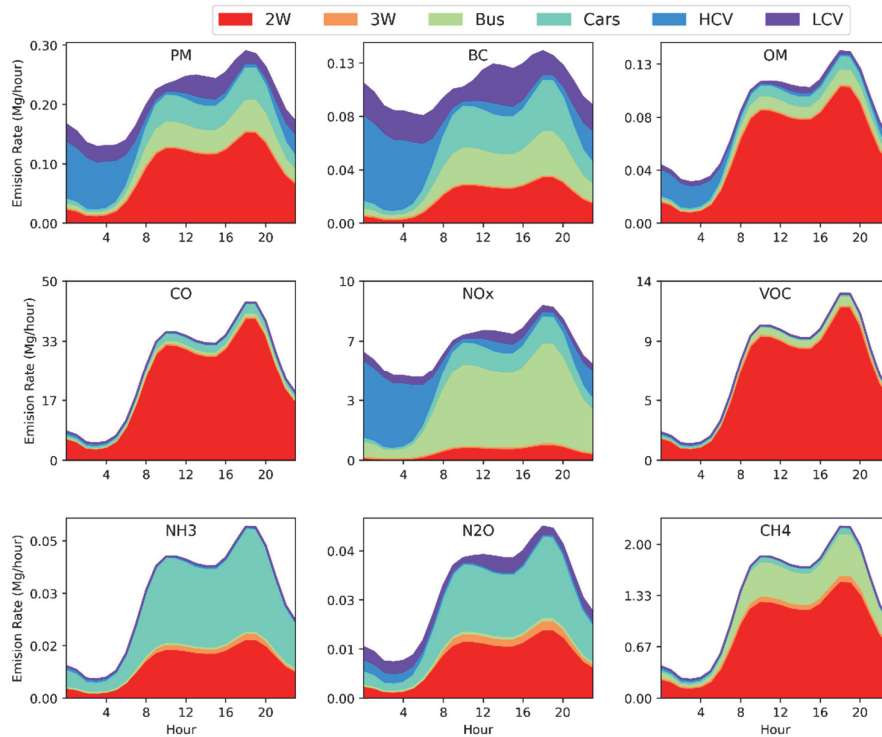 2W 3W Bus Cars HCV LCV
PM BC OM
Emision Rate (Mg/hour)
0.30 0.20 0.10 0.00
0.13 0.08 0.04 0.00
0.13 0.08 0.04 0.00
4 8 12 16 20 4 8 12 16 20 4 8 12 16 20
CO NOx VOC
Emision Rate (Mg/hour)
50 33 17 0
10 7 3 0
14 9 5 0
4 8 12 16 20 4 8 12 16 20 4 8 12 16 20
NH3 N2O CH4
Emision Rate (Mg/hour)
0.05 0.03 0.02 0.00
0.04 0.03 0.01 0.00
2.00 1.33 0.67 0.00
4 8 12 16 20 4 8 12 16 20 4 8 12 16 20
Hour Hour Hour